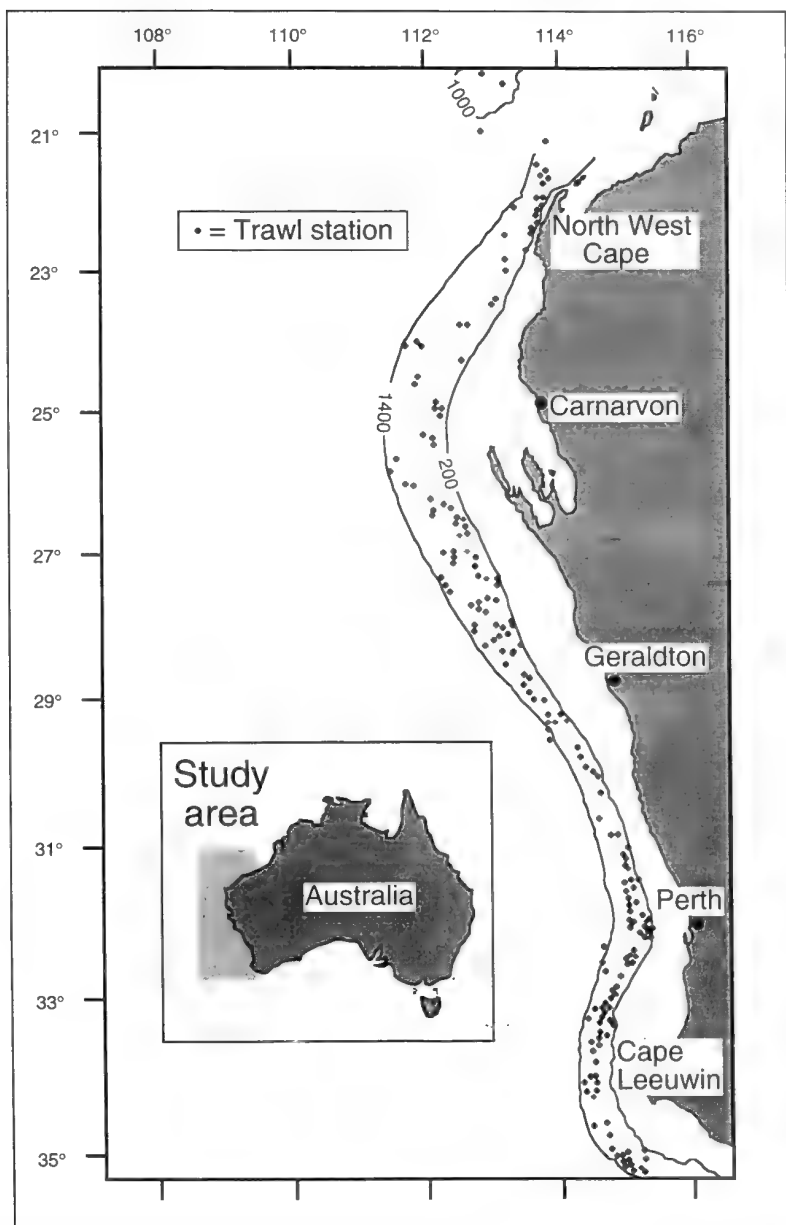 108° 110° 112° 114° 116°
1000
21°
• = Trawl station
North West
Cape
23°
Carnarvon
25°
1400
200
27°
Geraldton
29°
Study
area
31°
Australia
Perth
33°
Cape
Leeuwin
35°